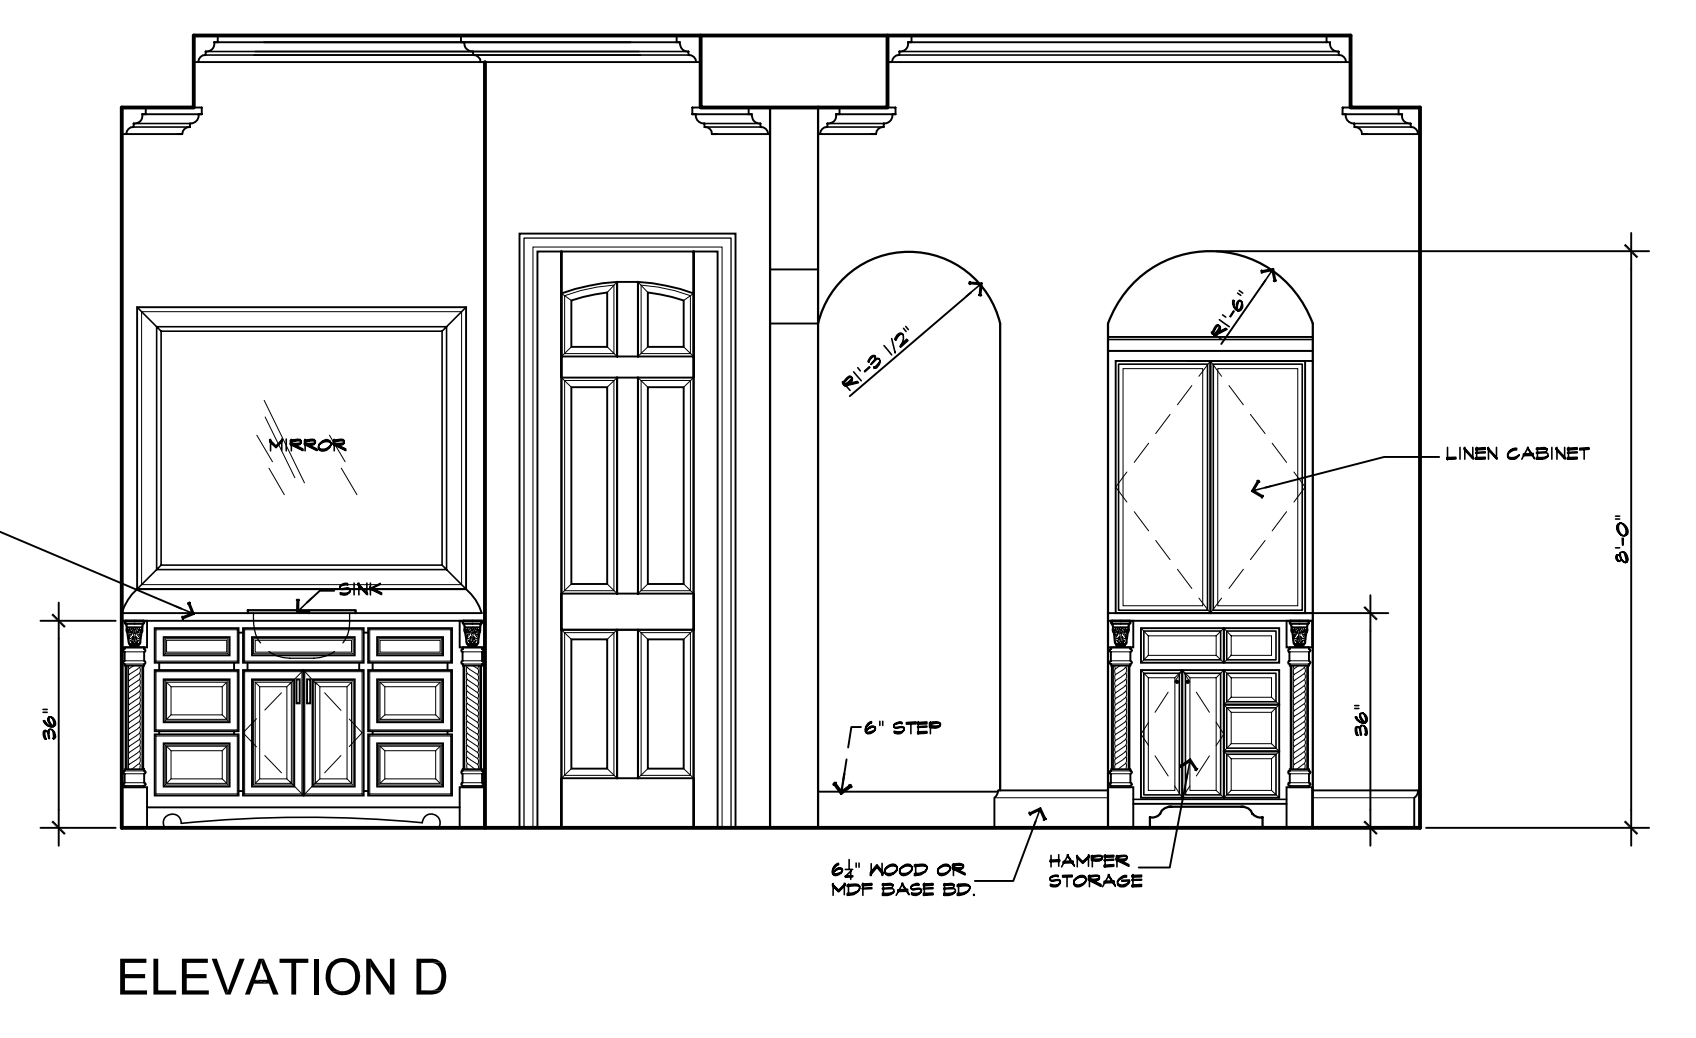 R1'-6"
R1'-3 1/2"
MIRROR
LINEN CABINET
8'-0"
SINK
36"
6" STEP
36"
6¼" WOOD OR
MDF BASE BD.
HAMPER
STORAGE
ELEVATION D